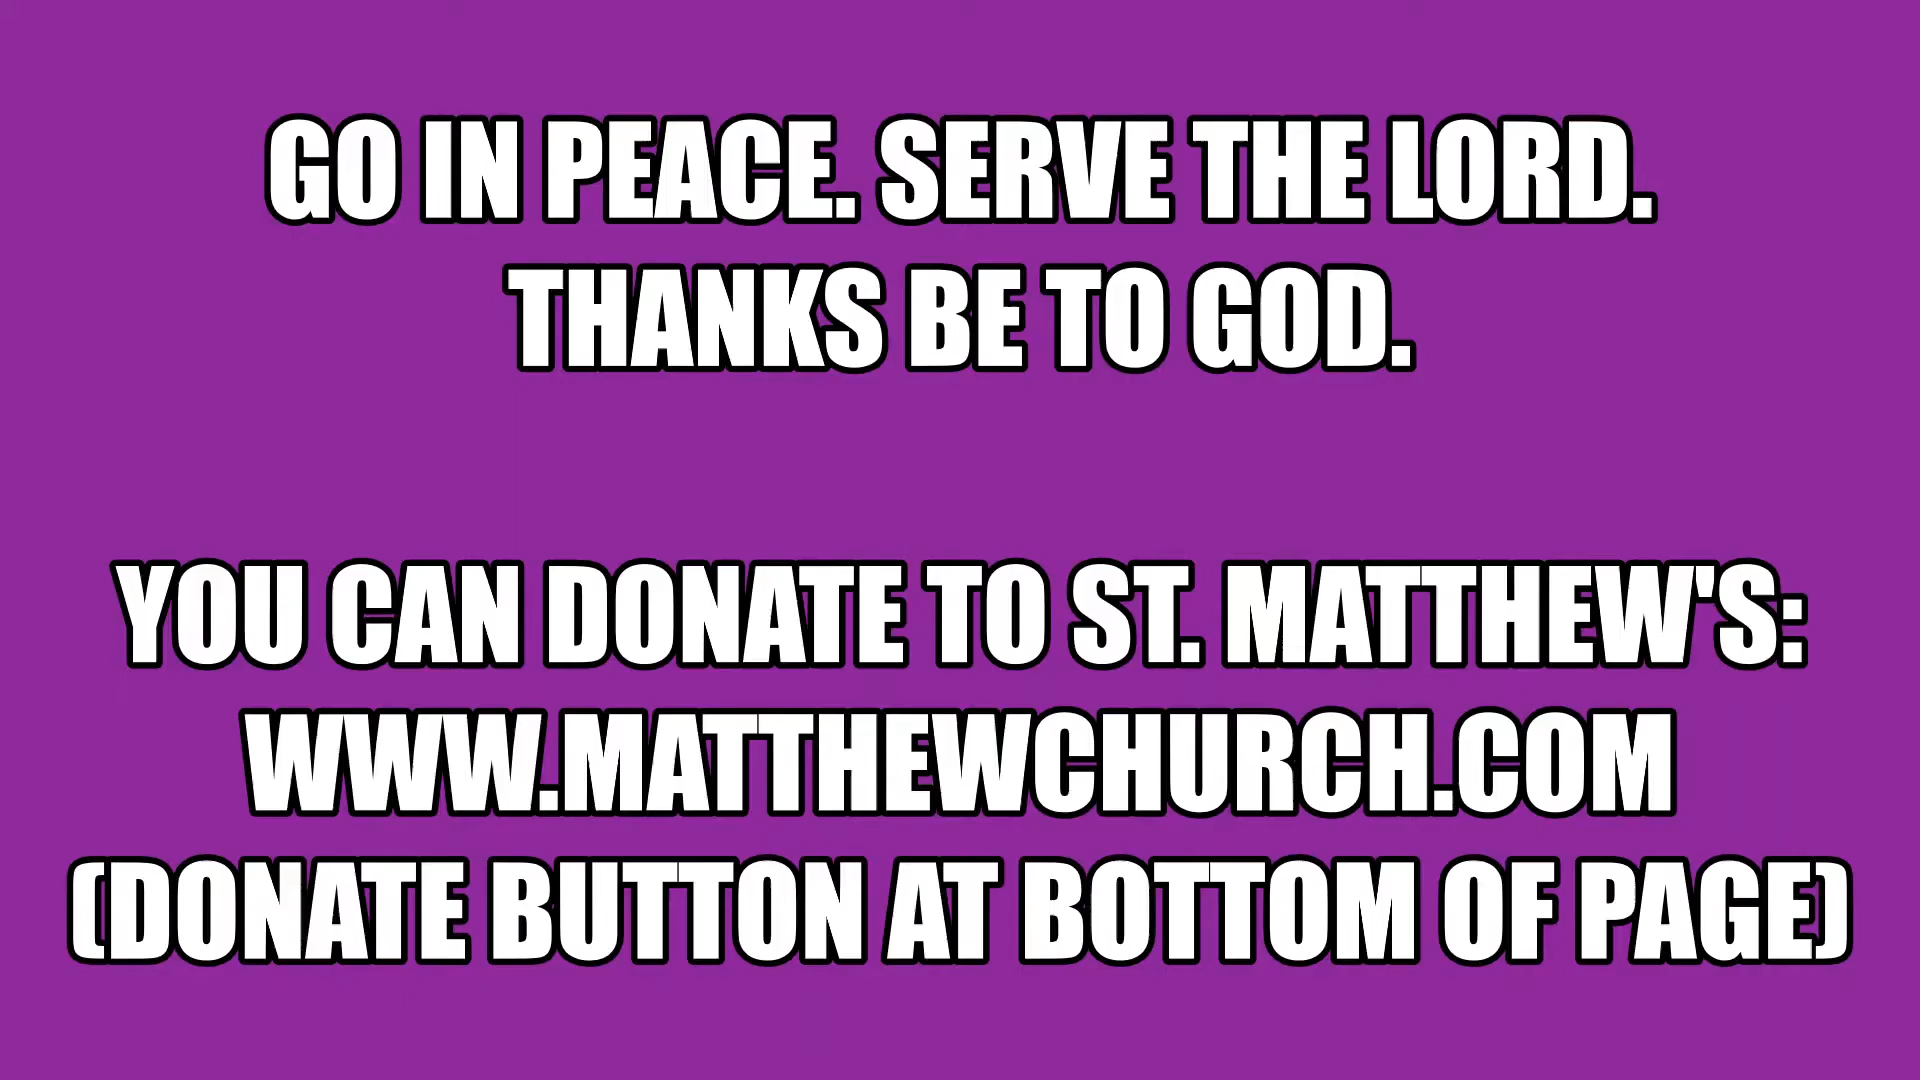 GO IN PEACE. SERVE THE LORD.
THANKS BE TO GOD.
YOU CAN DONATE TO ST. MATTHEW'S:
WWW.MATTHEWCHURCH.COM
(DONATE BUTTON AT BOTTOM OF PAGE)